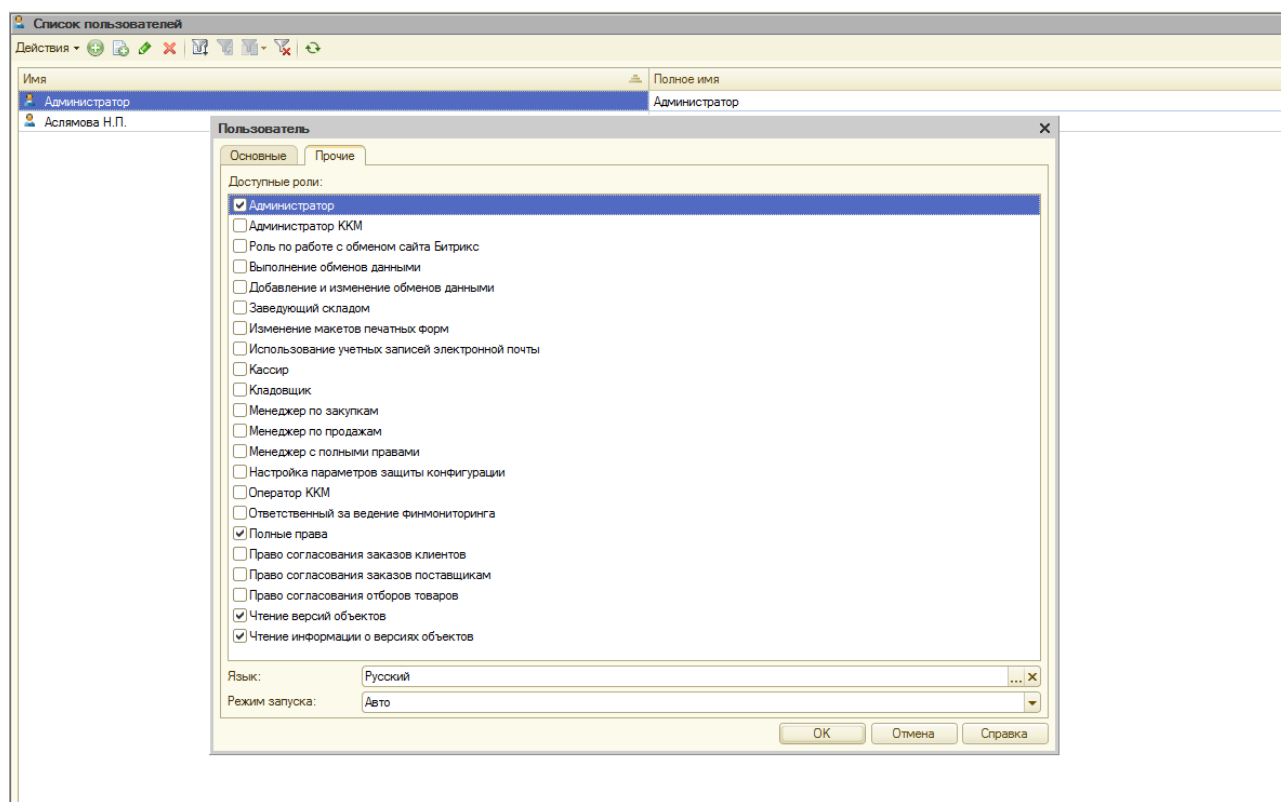 Список пользователей
Действия
Имя
Полное имя
Администратор
Администратор
Аслямова Н.П.
Пользователь
Основные
Прочие
Доступные роли:
Администратор
Администратор ККМ
Роль по работе с обменом сайта Битрикс
Выполнение обменов данными
Добавление и изменение обменов данными
Заведующий складом
Изменение макетов печатных форм
Использование учетных записей электронной почты
Кассир
Кладовщик
Менеджер по закупкам
Менеджер по продажам
Менеджер с полными правами
Настройка параметров защиты конфигурации
Оператор ККМ
Ответственный за ведение финмониторинга
Полные права
Право согласования заказов клиентов
Право согласования заказов поставщикам
Право согласования отборов товаров
Чтение версий объектов
Чтение информации о версиях объектов
Язык:
Русский
Режим запуска:
Авто
OK
Отмена
Справка